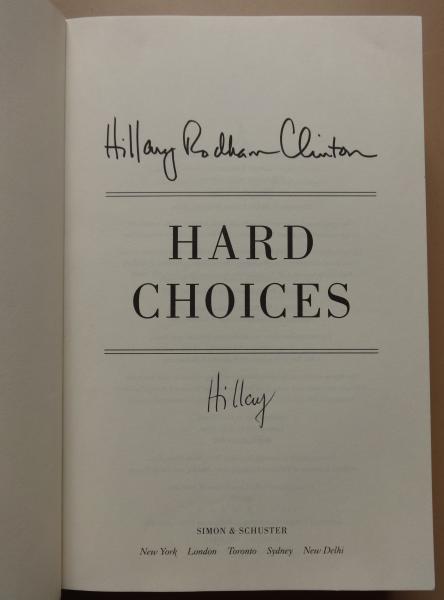 Hillary Rodham Clinton
HARD
CHOICES
Hillary
SIMON & SCHUSTER
New York London Toronto Sydney New Delhi